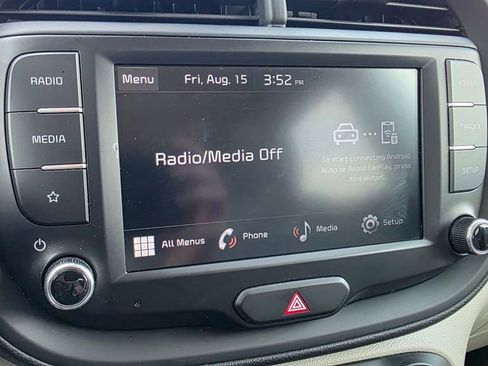 RADIO
MEDIA
Menu Fri, Aug. 15 3:52 PM
Radio/Media Off
To start connecting Android
Auto or Apple CarPlay, press
this widget.
All Menus
Phone
Media
Setup
TRACK
SETUP